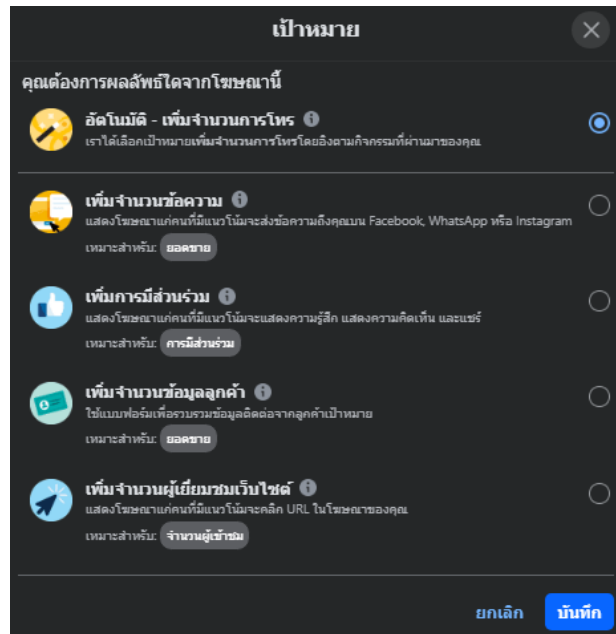 เป้าหมาย
คุณต้องการผลลัพธ์ใดจากโฆษณานี้
อัตโนมัติ - เพิ่มจำนวนการโทร
เราได้เลือกเป้าหมายเพิ่มจำนวนการโทรโดยอิงตามกิจกรรมที่ผ่านมาของคุณ
เพิ่มจำนวนข้อความ
แสดงโฆษณาแก่คนที่มีแนวโน้มจะส่งข้อความถึงคุณบน Facebook, WhatsApp หรือ Instagram
เหมาะสำหรับ: ยอดขาย
เพิ่มการมีส่วนร่วม
แสดงโฆษณาแก่คนที่มีแนวโน้มจะแสดงความรู้สึก แสดงความคิดเห็น และแชร์
เหมาะสำหรับ: การมีส่วนร่วม
เพิ่มจำนวนข้อมูลลูกค้า
ใช้แบบฟอร์มเพื่อรวบรวมข้อมูลติดต่อจากลูกค้าเป้าหมาย
เหมาะสำหรับ: ยอดขาย
เพิ่มจำนวนผู้เยี่ยมชมเว็บไซต์
แสดงโฆษณาแก่คนที่มีแนวโน้มจะคลิก URL ในโฆษณาของคุณ
เหมาะสำหรับ: จำนวนผู้เข้าชม
ยกเลิก บันทึก